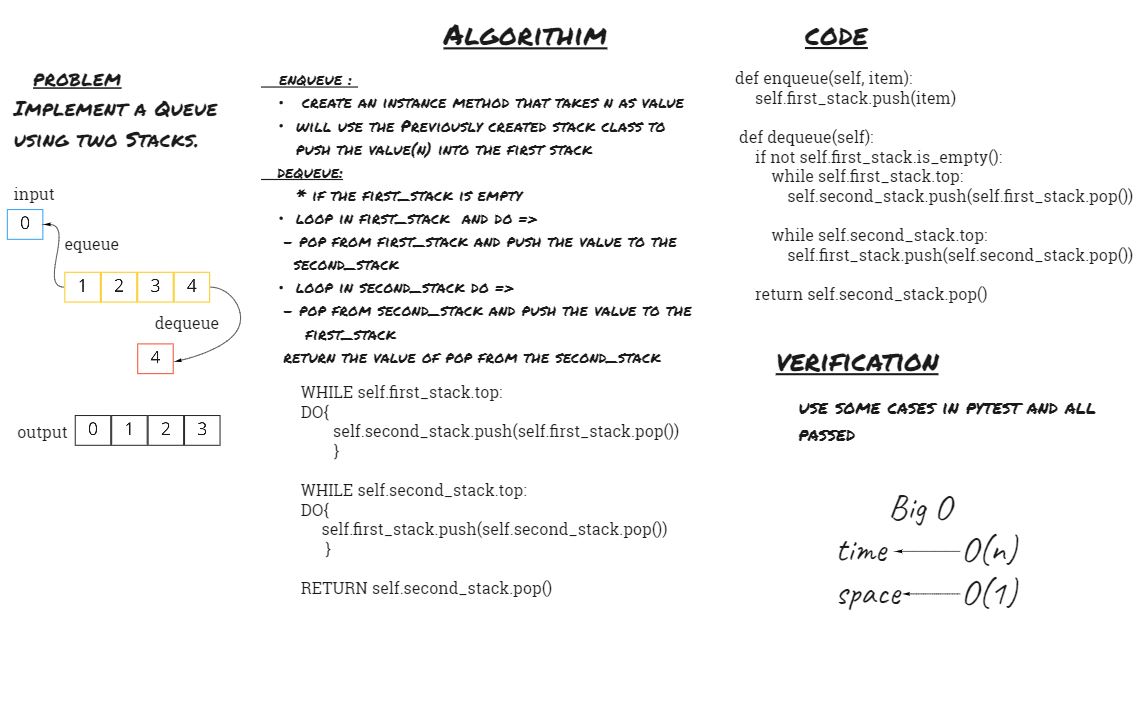 PROBLEM
IMPLEMENT A QUEUE
USING TWO STACKS.
input
0
equeue
1 2 3 4
dequeue
4
output 0 1 2 3
ALGORITHIM
ENQUEUE :
• CREATE AN INSTANCE METHOD THAT TAKES N AS VALUE
• WILL USE THE PREVIOUSLY CREATED STACK CLASS TO
PUSH THE VALUE(N) INTO THE FIRST STACK
DEQUEUE:
* IF THE FIRST_STACK IS EMPTY
• LOOP IN FIRST_STACK AND DO =>
- POP FROM FIRST_STACK AND PUSH THE VALUE TO THE
SECOND_STACK
• LOOP IN SECOND_STACK DO =>
- POP FROM SECOND_STACK AND PUSH THE VALUE TO THE
FIRST_STACK
RETURN THE VALUE OF POP FROM THE SECOND_STACK
WHILE self.first_stack.top:
DO{
self.second_stack.push(self.first_stack.pop())
}
WHILE self.second_stack.top:
DO{
self.first_stack.push(self.second_stack.pop())
}
RETURN self.second_stack.pop()
CODE
def enqueue(self, item):
self.first_stack.push(item)
def dequeue(self):
if not self.first_stack.is_empty():
while self.first_stack.top:
self.second_stack.push(self.first_stack.pop())
while self.second_stack.top:
self.first_stack.push(self.second_stack.pop())
return self.second_stack.pop()
VERIFICATION
USE SOME CASES IN PYTEST AND ALL
PASSED
Big O
time O(n)
space O(1)